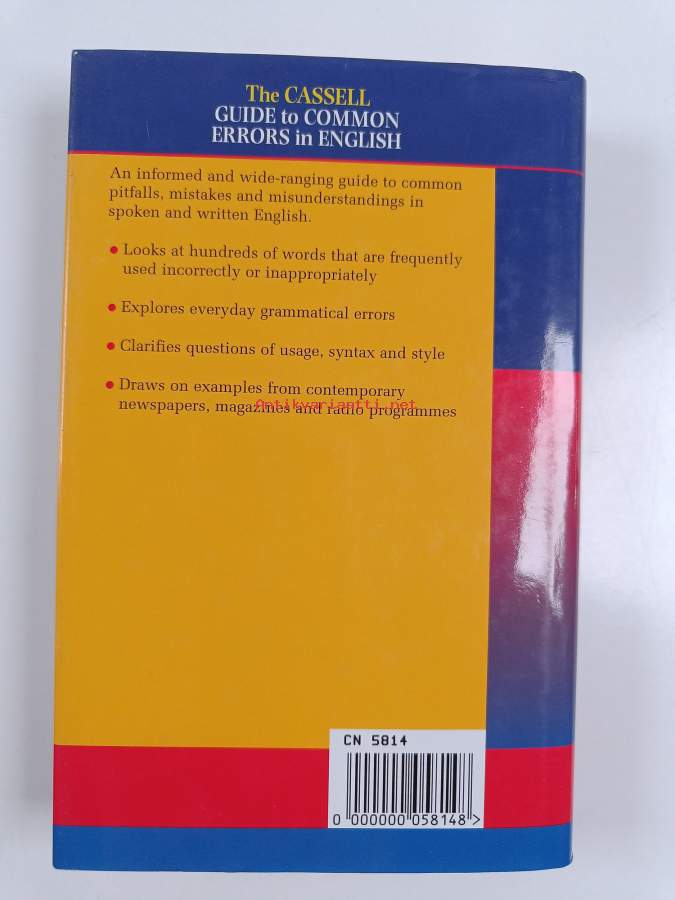 The CASSELL
GUIDE to COMMON
ERRORS in ENGLISH
An informed and wide-ranging guide to common
pitfalls, mistakes and misunderstandings in
spoken and written English.
• Looks at hundreds of words that are frequently
used incorrectly or inappropriately
• Explores everyday grammatical errors
• Clarifies questions of usage, syntax and style
• Draws on examples from contemporary
newspapers, magazines and radio programmes
Antikvariaatti.net
CN 5814
0 000000 058148 >